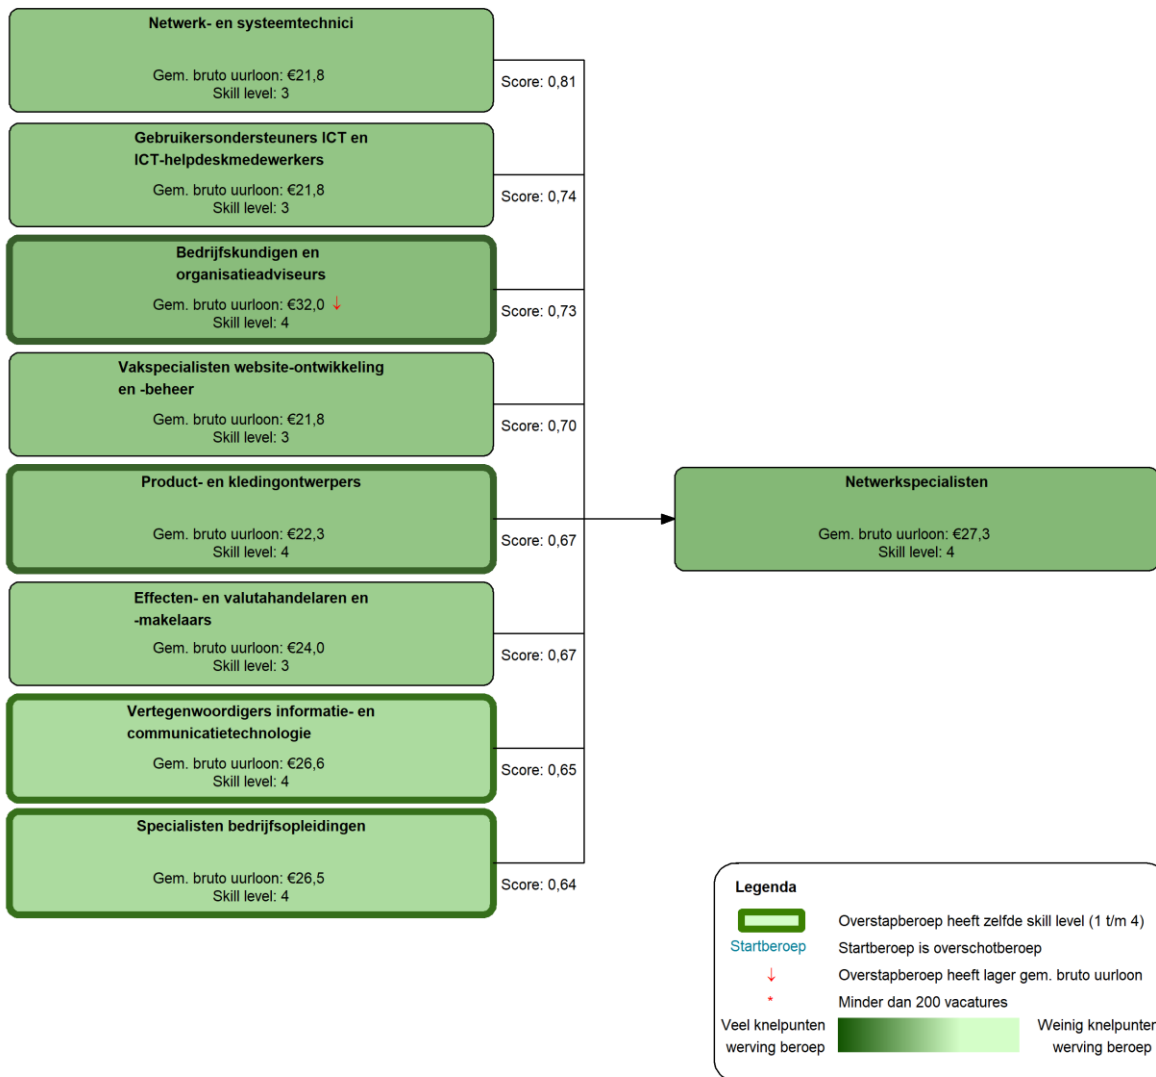 Netwerk- en systeemtechnici
Gem. bruto uurloon: €21,8
Skill level: 3
Score: 0,81
Gebruikersondersteuners ICT en
ICT-helpdeskmedewerkers
Gem. bruto uurloon: €21,8
Skill level: 3
Score: 0,74
Bedrijfskundigen en
organisatieadviseurs
Gem. bruto uurloon: €32,0 ↓
Skill level: 4
Score: 0,73
Vakspecialisten website-ontwikkeling
en -beheer
Gem. bruto uurloon: €21,8
Skill level: 3
Score: 0,70
Product- en kledingontwerpers
Gem. bruto uurloon: €22,3
Skill level: 4
Score: 0,67
Netwerkspecialisten
Gem. bruto uurloon: €27,3
Skill level: 4
Effecten- en valutahandelaren en
-makelaars
Gem. bruto uurloon: €24,0
Skill level: 3
Score: 0,67
Vertegenwoordigers informatie- en
communicatietechnologie
Gem. bruto uurloon: €26,6
Skill level: 4
Score: 0,65
Specialisten bedrijfsopleidingen
Gem. bruto uurloon: €26,5
Skill level: 4
Score: 0,64
Legenda
Overstapberoep heeft zelfde skill level (1 t/m 4)
Startberoep Startberoep is overschotberoep
↓ Overstapberoep heeft lager gem. bruto uurloon
* Minder dan 200 vacatures
Veel knelpunten
werving beroep
Weinig knelpunten
werving beroep